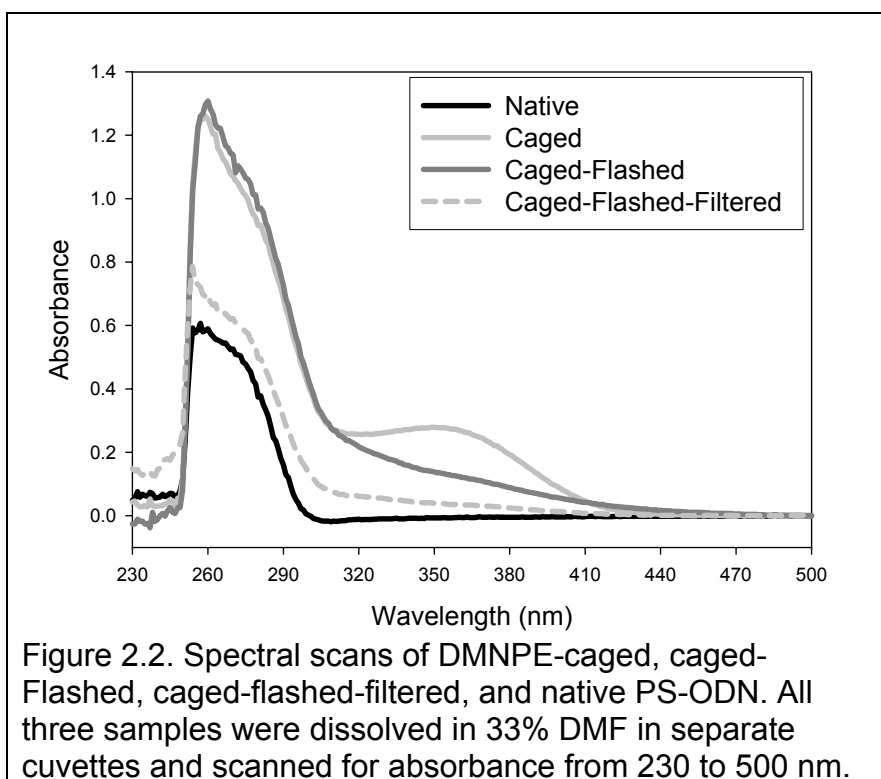 1.4
1.2
1.0
0.8
0.6
0.4
0.2
0.0
Absorbance
Native
Caged
Caged-Flashed
Caged-Flashed-Filtered
230 260 290 320 350 380 410 440 470 500
Wavelength (nm)
Figure 2.2. Spectral scans of DMNPE-caged, caged-
Flashed, caged-flashed-filtered, and native PS-ODN. All
three samples were dissolved in 33% DMF in separate
cuvettes and scanned for absorbance from 230 to 500 nm.